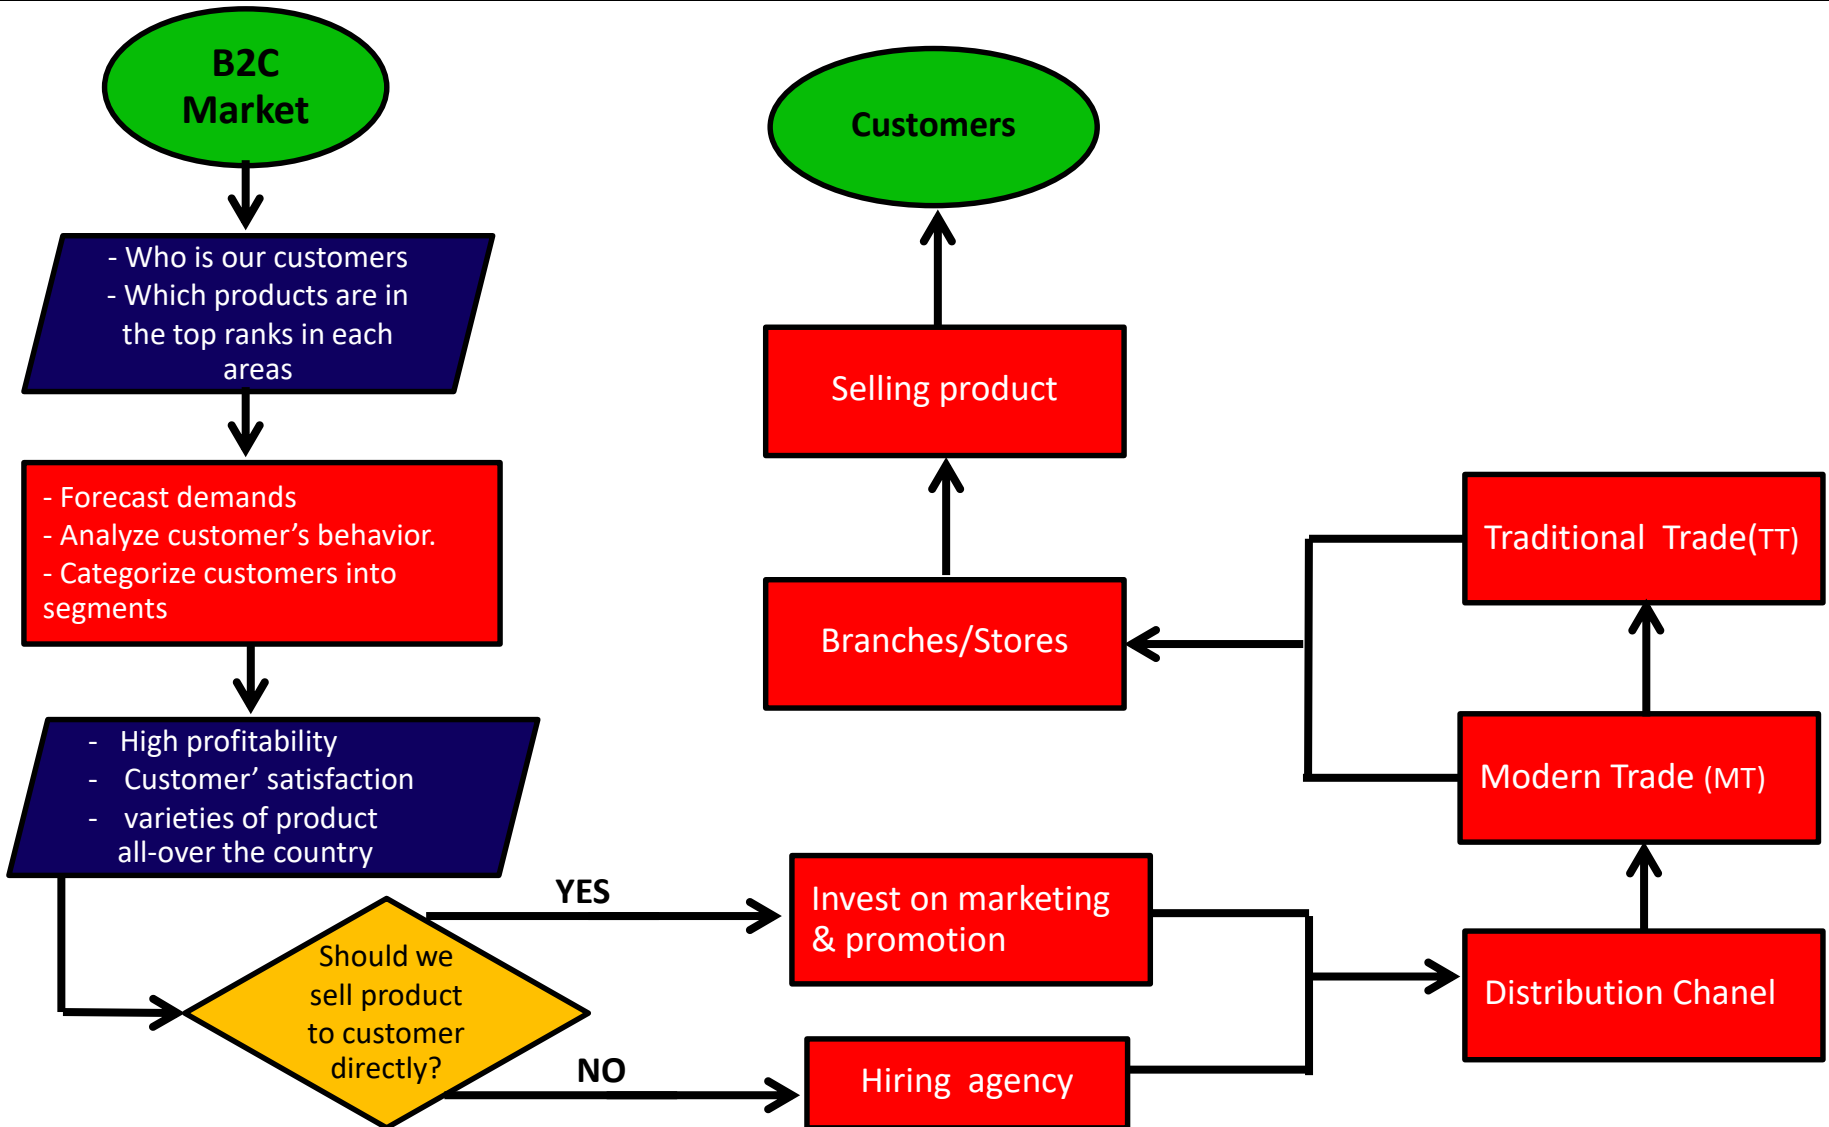 B2C
Market
- Who is our customers
- Which products are in
the top ranks in each
areas
- Forecast demands
- Analyze customer’s behavior.
- Categorize customers into
segments
- High profitability
- Customer’ satisfaction
- varieties of product
all-over the country
Should we
sell product
to customer
directly?
YES
NO
Invest on marketing
& promotion
Hiring agency
Distribution Chanel
Modern Trade (MT)
Traditional Trade(TT)
Branches/Stores
Selling product
Customers